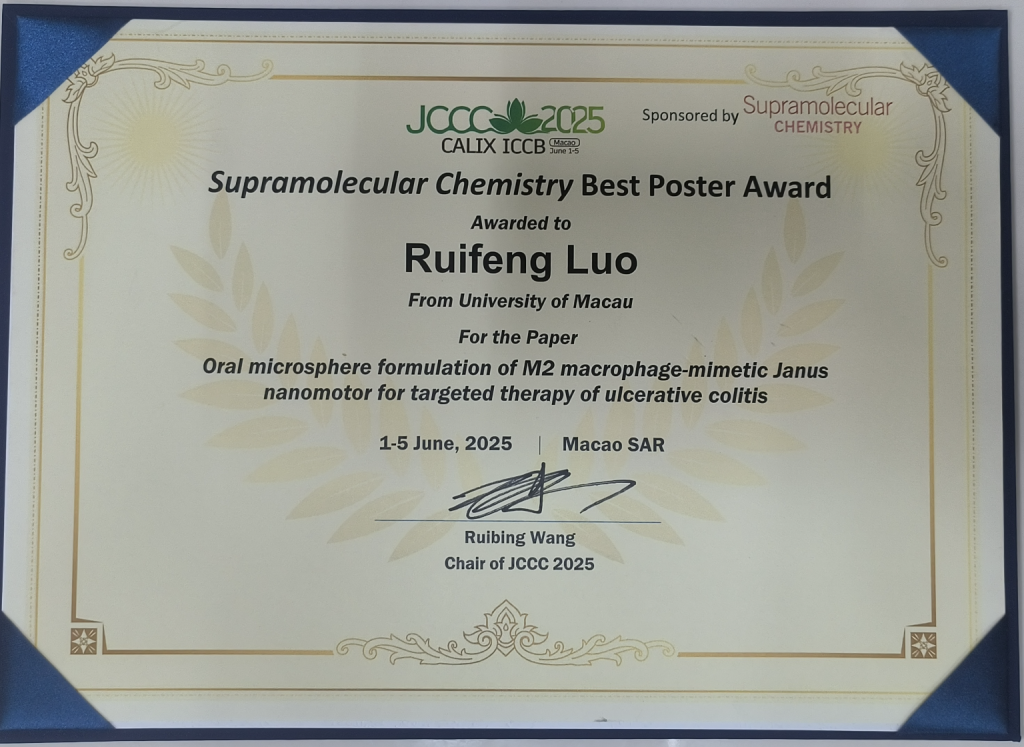 JCCC 2025
CALIX ICCB Macao June 1-5
Sponsored by Supramolecular CHEMISTRY
Supramolecular Chemistry Best Poster Award
Awarded to
Ruifeng Luo
From University of Macau
For the Paper
Oral microsphere formulation of M2 macrophage-mimetic Janus
nanomotor for targeted therapy of ulcerative colitis
1-5 June, 2025 | Macao SAR
Ruibing Wang
Chair of JCCC 2025